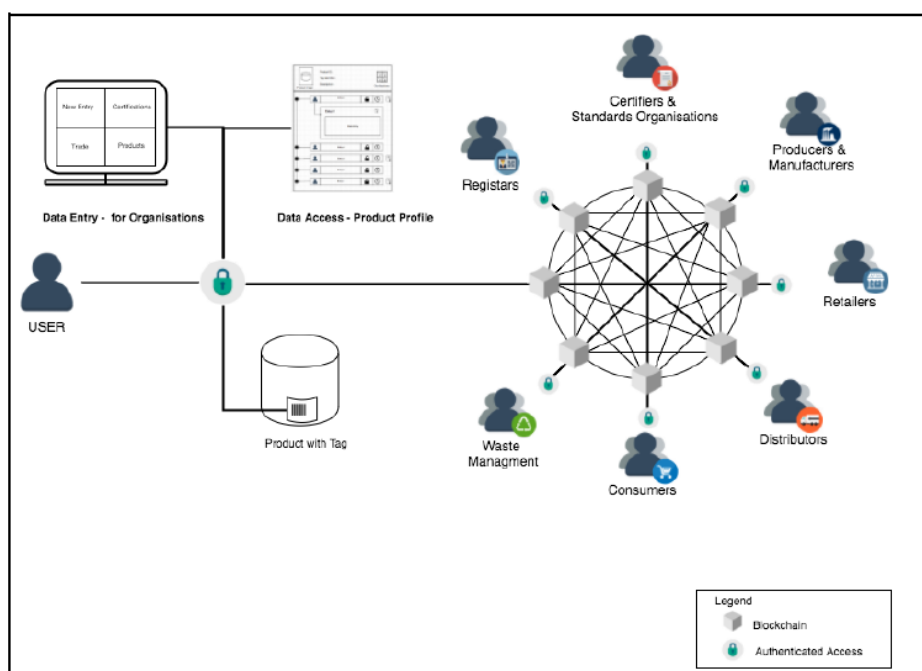 Certifiers &
Standards Organisations
Producers &
Manufacturers
Registars
New Entry
Certifications
Trade
Products
Data Entry - for Organisations
Data Access - Product Profile
Retailers
USER
Product with Tag
Waste
Managment
Consumers
Distributors
Legend
Blockchain
Authenticated Access